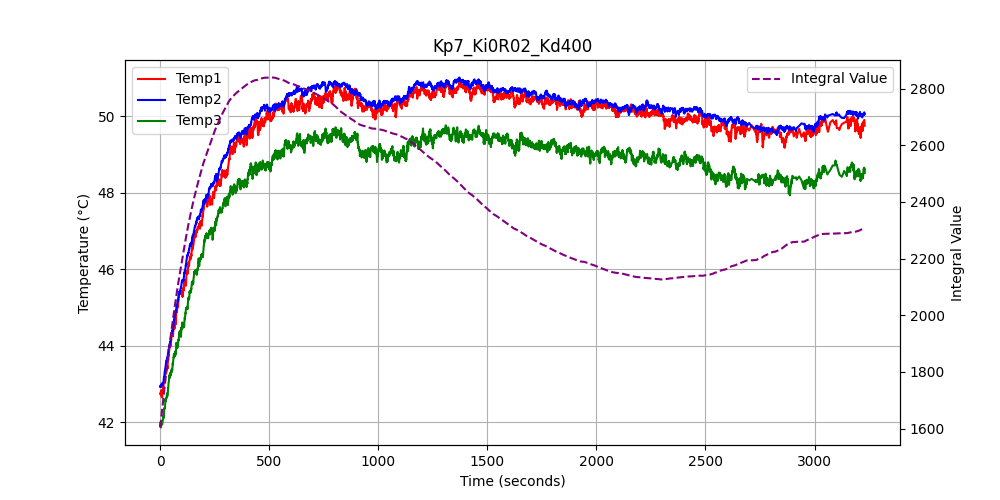 Kp7_Ki0R02_Kd400
Temp1
Temp2
Temp3
Integral Value
50
48
46
44
42
2800
2600
2400
2200
2000
1800
1600
Temperature (°C)
Integral Value
0 500 1000 1500 2000 2500 3000
Time (seconds)